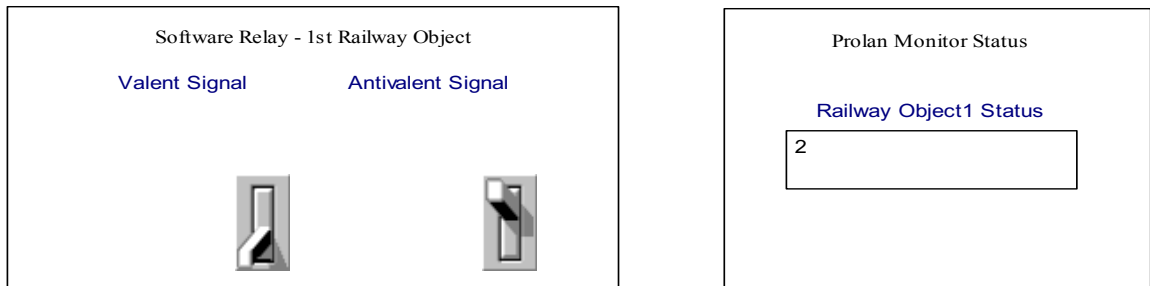 Software Relay - 1st Railway Object
Valent Signal Antivalent Signal
Prolan Monitor Status
Railway Object1 Status
2